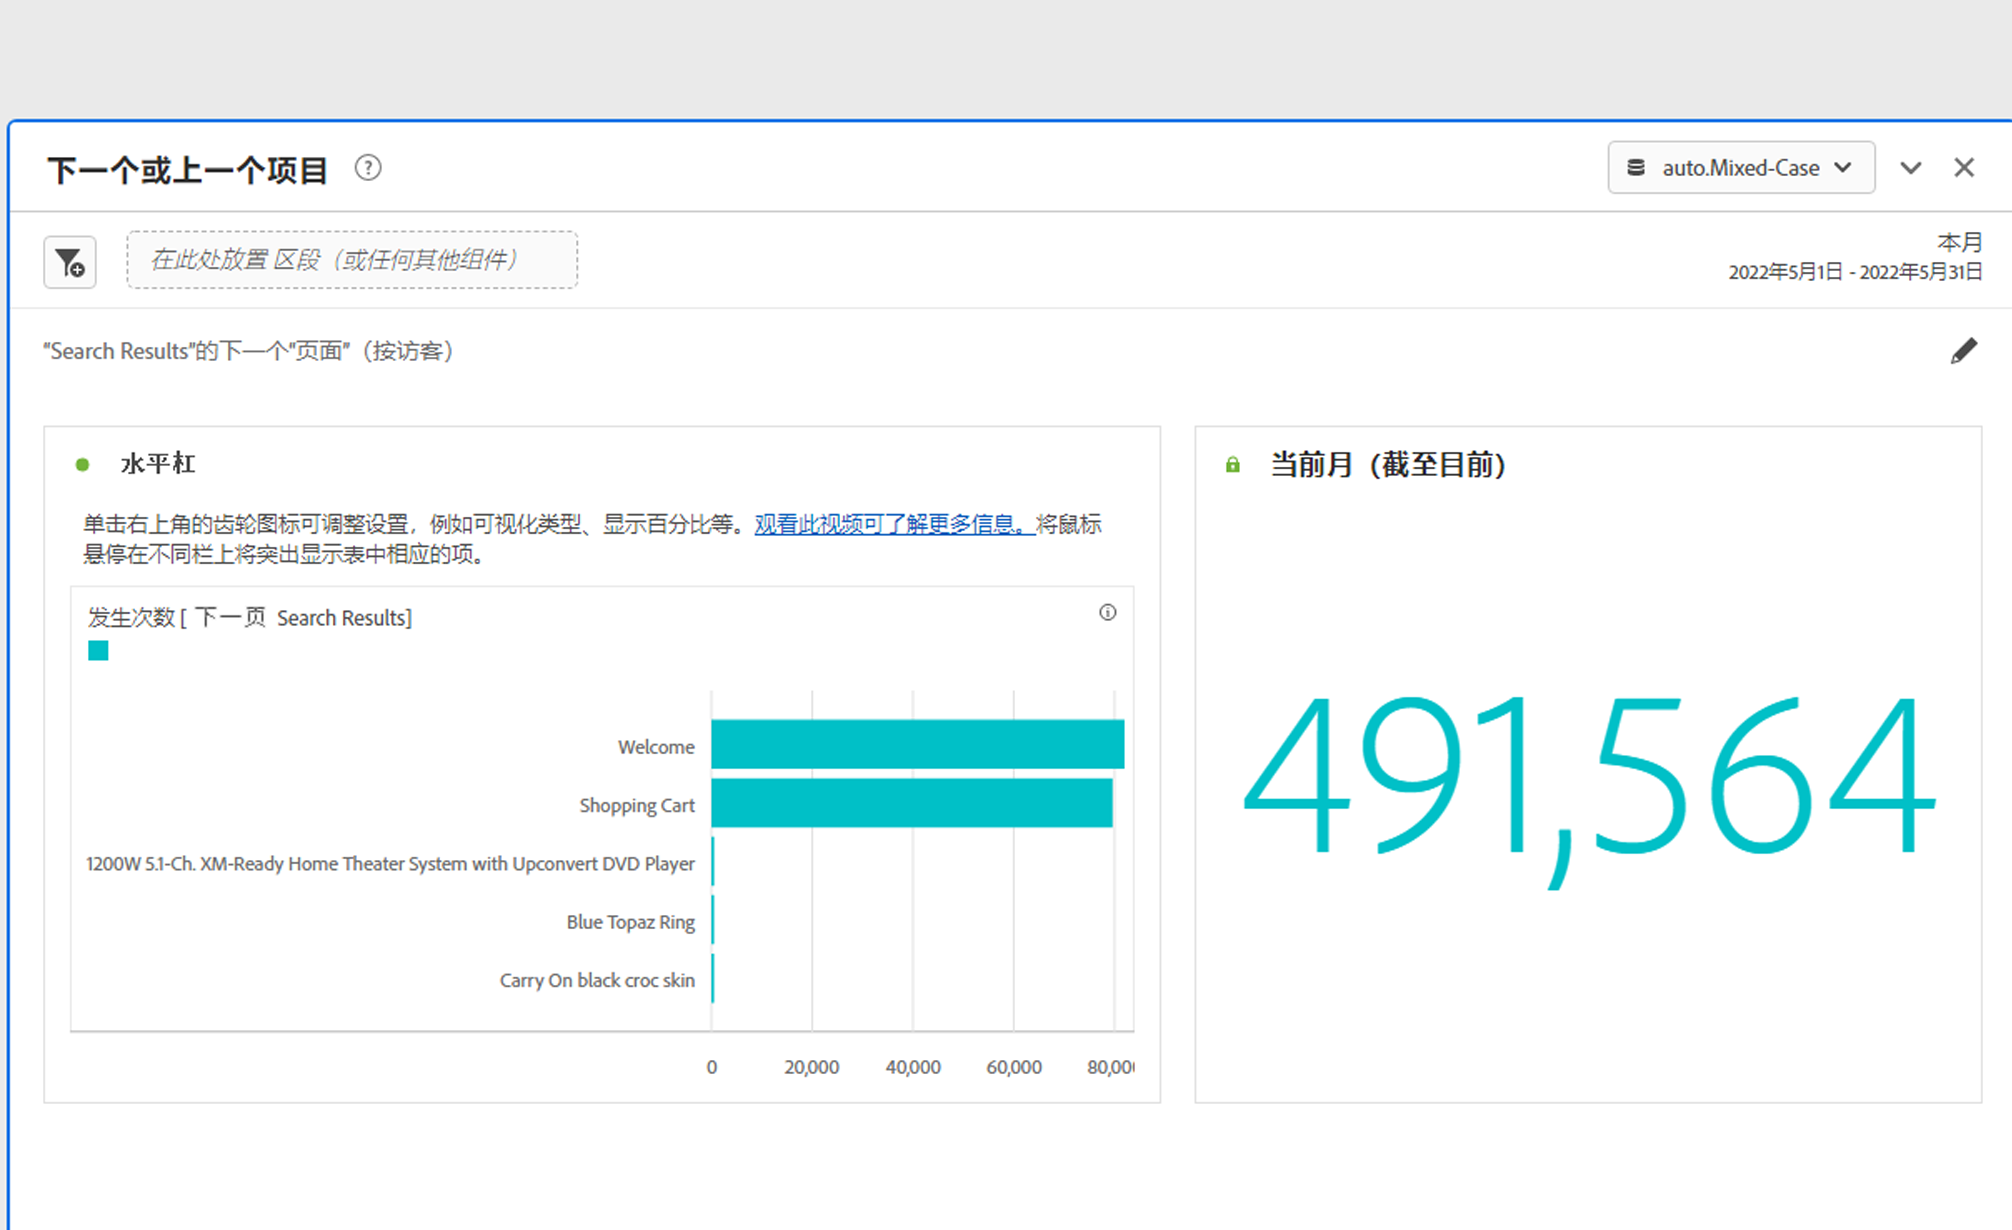 下一个或上一个项目
auto.Mixed-Case
在此处放置 区段（或任何其他组件）
本月
2022年5月1日 - 2022年5月31日
“Search Results”的下一个“页面”（按访客）
水平杠
单击右上角的齿轮图标可调整设置，例如可视化类型、显示百分比等。观看此视频可了解更多信息。将鼠标
悬停在不同栏上将突出显示表中相应的项。
发生次数 [ 下一页 Search Results]
Welcome
Shopping Cart
1200W 5.1-Ch. XM-Ready Home Theater System with Upconvert DVD Player
Blue Topaz Ring
Carry On black croc skin
0 20,000 40,000 60,000 80,00
当前月（截至目前）
491,564